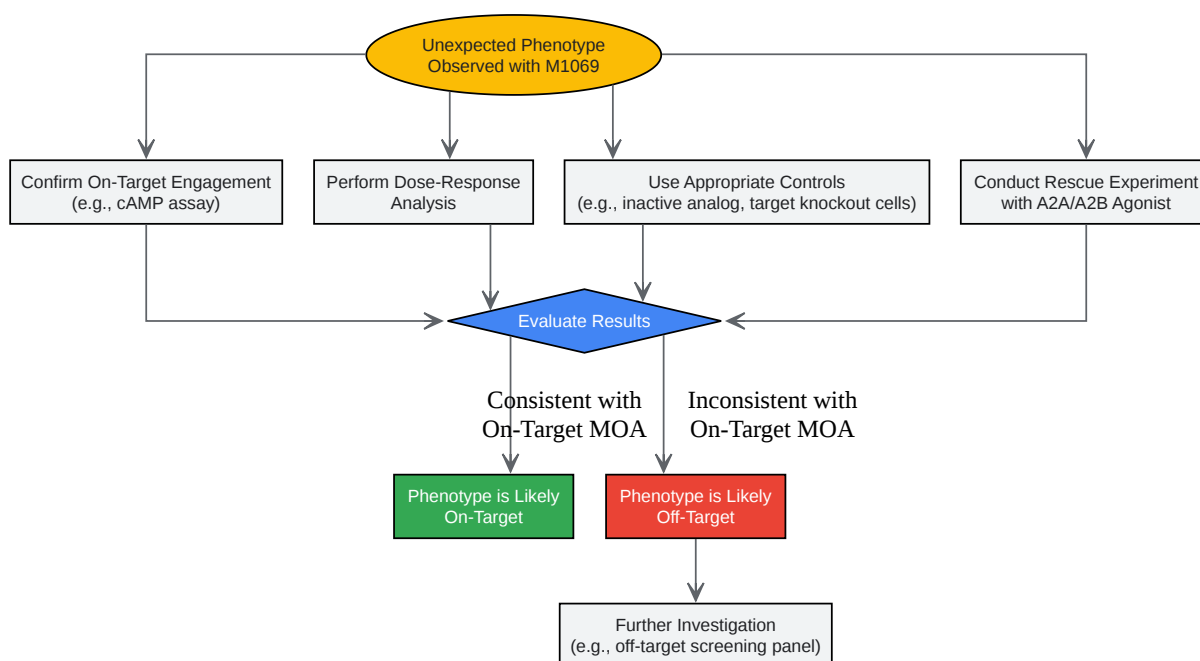 Unexpected Phenotype
Observed with M1069
Confirm On-Target Engagement
(e.g., cAMP assay)
Perform Dose-Response
Analysis
Use Appropriate Controls
(e.g., inactive analog, target knockout cells)
Conduct Rescue Experiment
with A2A/A2B Agonist
Evaluate Results
Consistent with
On-Target MOA
Inconsistent with
On-Target MOA
Phenotype is Likely
On-Target
Phenotype is Likely
Off-Target
Further Investigation
(e.g., off-target screening panel)